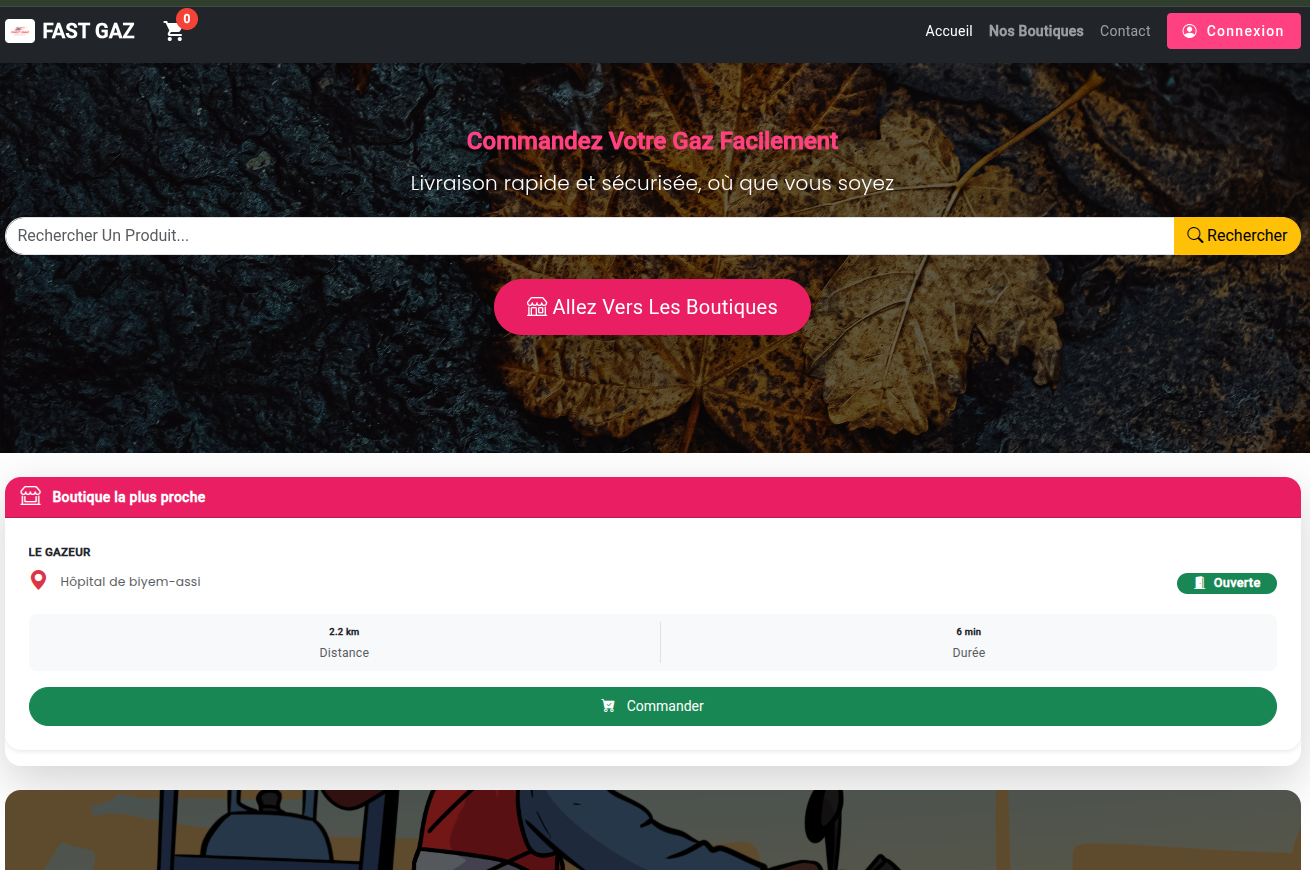 FAST GAZ
0
Accueil
Nos Boutiques
Contact
Connexion
Commandez Votre Gaz Facilement
Livraison rapide et sécurisée, où que vous soyez
Rechercher Un Produit...
Rechercher
Allez Vers Les Boutiques
Boutique la plus proche
LE GAZEUR
Hôpital de biyem-assi
Ouverte
2.2 km
Distance
6 min
Durée
Commander